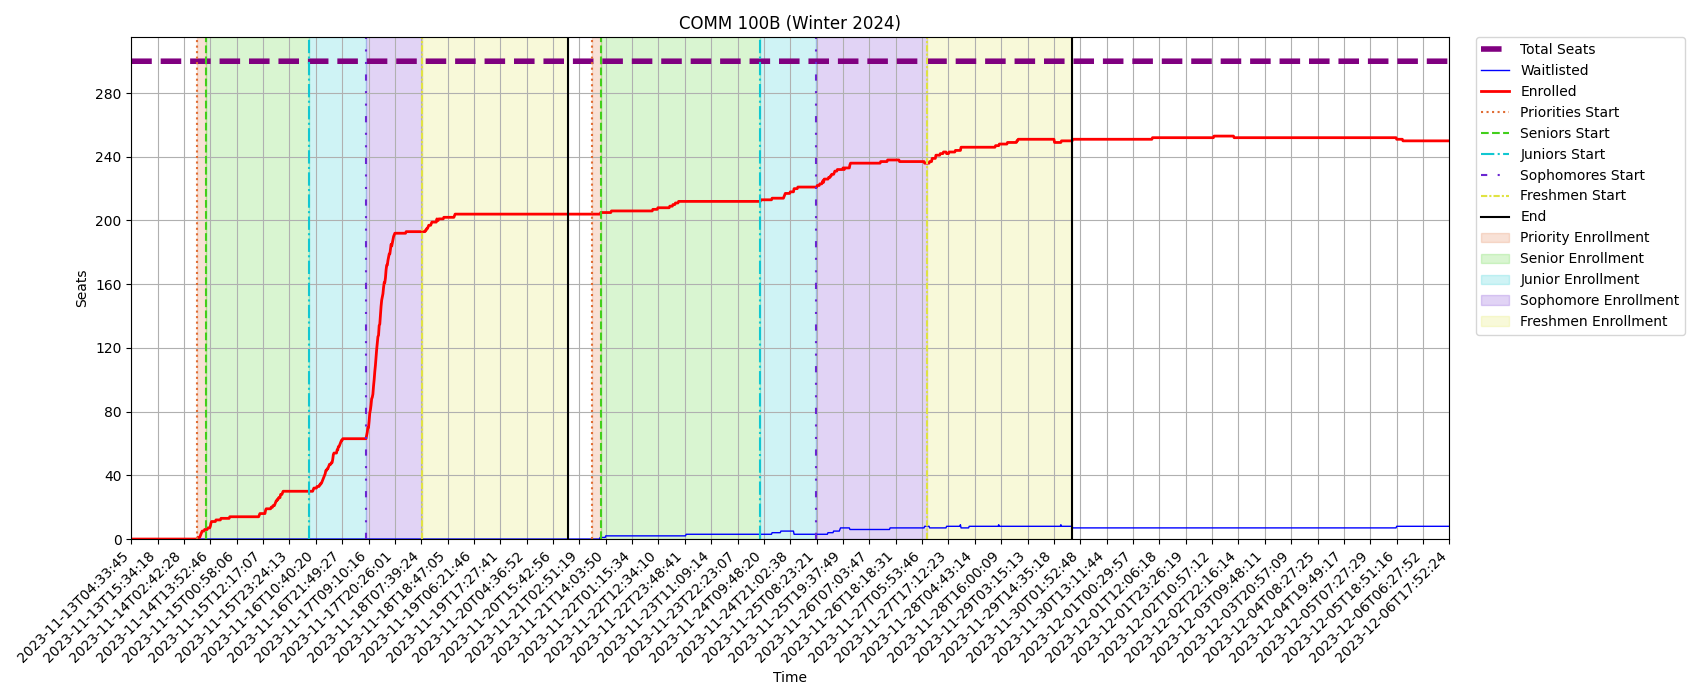 COMM 100B (Winter 2024)
Seats
280
240
200
160
120
80
40
0
2023-11-13T04:33:45
2023-11-13T15:34:18
2023-11-14T02:42:28
2023-11-14T13:52:46
2023-11-15T00:58:06
2023-11-15T12:17:07
2023-11-15T23:24:13
2023-11-16T10:40:20
2023-11-16T21:49:27
2023-11-17T09:10:16
2023-11-17T20:26:01
2023-11-18T07:39:24
2023-11-18T18:47:05
2023-11-19T06:21:46
2023-11-19T17:27:41
2023-11-20T04:36:52
2023-11-20T15:42:56
2023-11-21T02:51:19
2023-11-21T14:03:50
2023-11-22T01:15:34
2023-11-22T12:34:10
2023-11-22T23:48:41
2023-11-23T11:09:14
2023-11-23T22:23:07
2023-11-24T09:48:20
2023-11-24T21:02:38
2023-11-25T08:23:21
2023-11-25T19:37:49
2023-11-26T07:03:47
2023-11-26T18:18:31
2023-11-27T05:53:46
2023-11-27T17:12:23
2023-11-28T04:43:14
2023-11-28T16:00:09
2023-11-29T03:15:13
2023-11-29T14:35:18
2023-11-30T01:52:48
2023-11-30T13:11:44
2023-12-01T00:29:57
2023-12-01T12:06:18
2023-12-01T23:26:19
2023-12-02T10:57:12
2023-12-02T22:16:14
2023-12-03T09:48:11
2023-12-03T20:57:09
2023-12-04T08:27:25
2023-12-04T19:49:17
2023-12-05T07:27:29
2023-12-05T18:51:16
2023-12-06T06:27:52
2023-12-06T17:52:24
Time
Total Seats
Waitlisted
Enrolled
Priorities Start
Seniors Start
Juniors Start
Sophomores Start
Freshmen Start
End
Priority Enrollment
Senior Enrollment
Junior Enrollment
Sophomore Enrollment
Freshmen Enrollment